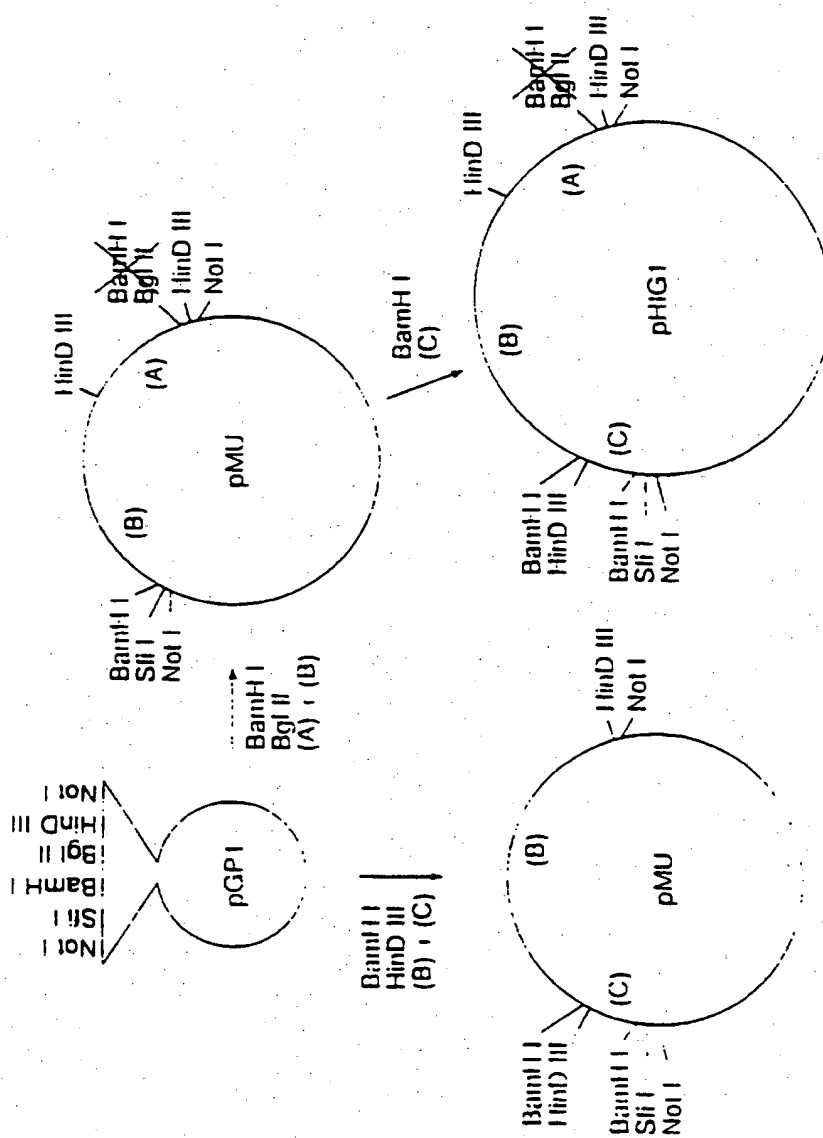 Not I
Sfi I
BamH I
Bgl II
HinD III
Not I
pGP1
BamH I
Bgl II
(A) + (B)
BamH I
Sfi I
Not I
(B)
HinD III
(A)
BamH I
Bgl II
HinD III
Not I
pMU
BamH I
HinD III
(B) + (C)
BamH I
(C)
BamH I
HinD III
(C)
BamH I
Sfi I
Not I
(B)
HinD III
Not I
pMU
BamH I
HinD III
(C)
BamH I
Sfi I
Not I
(B)
HinD III
(A)
BamH I
Bgl II
HinD III
Not I
pHIG1